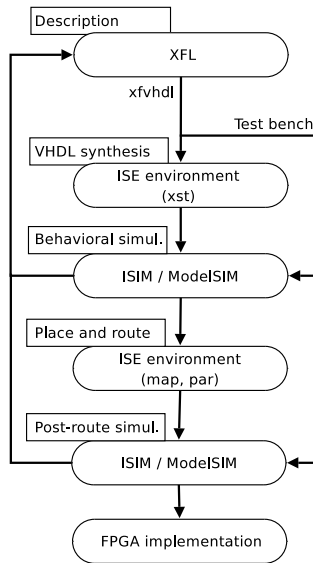 Description
XFL
xfvhdl
Test bench
VHDL synthesis
ISE environment
(xst)
Behavioral simul.
ISIM / ModelSIM
Place and route
ISE environment
(map, par)
Post-route simul.
ISIM / ModelSIM
FPGA implementation